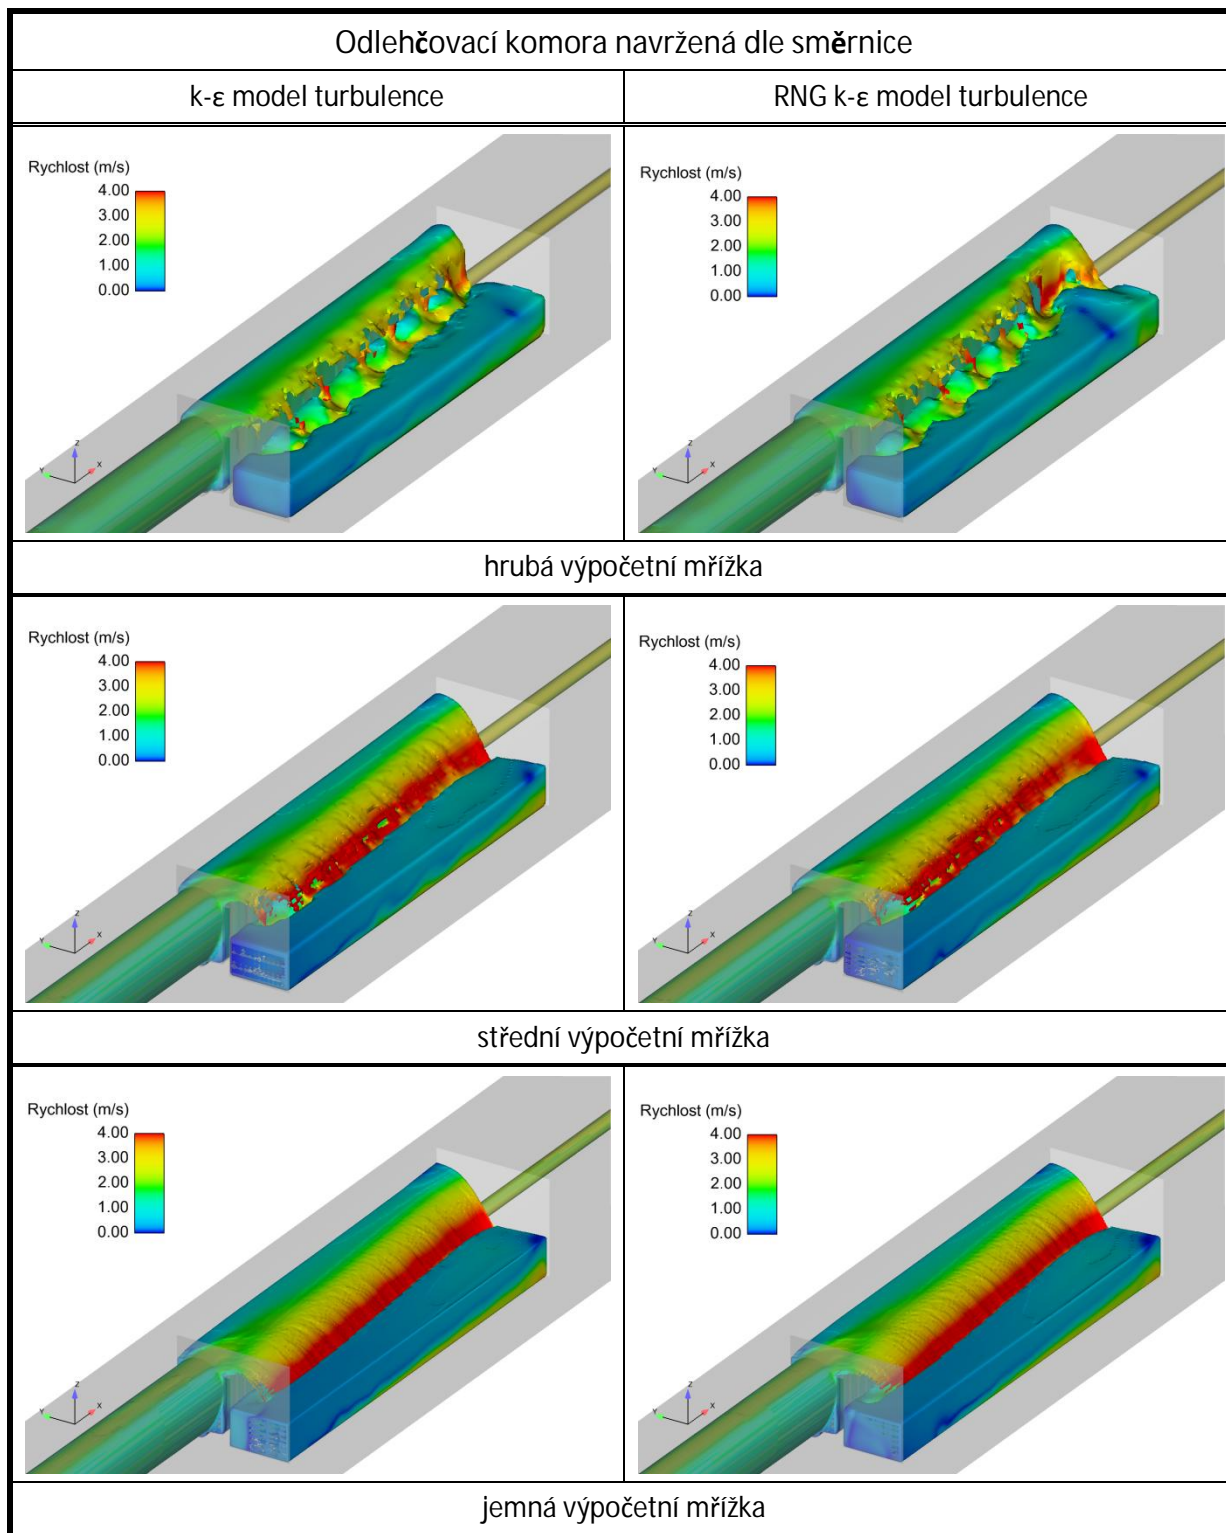 Odlehčovací komora navržená dle směrnice
k-ε model turbulence
RNG k-ε model turbulence
Rychlost (m/s)
4.00
3.00
2.00
1.00
0.00
Z
Y
X
Rychlost (m/s)
4.00
3.00
2.00
1.00
0.00
Z
Y
X
hrubá výpočetní mřížka
Rychlost (m/s)
4.00
3.00
2.00
1.00
0.00
Z
Y
X
Rychlost (m/s)
4.00
3.00
2.00
1.00
0.00
Z
Y
X
střední výpočetní mřížka
Rychlost (m/s)
4.00
3.00
2.00
1.00
0.00
Z
Y
X
Rychlost (m/s)
4.00
3.00
2.00
1.00
0.00
Z
Y
X
jemná výpočetní mřížka